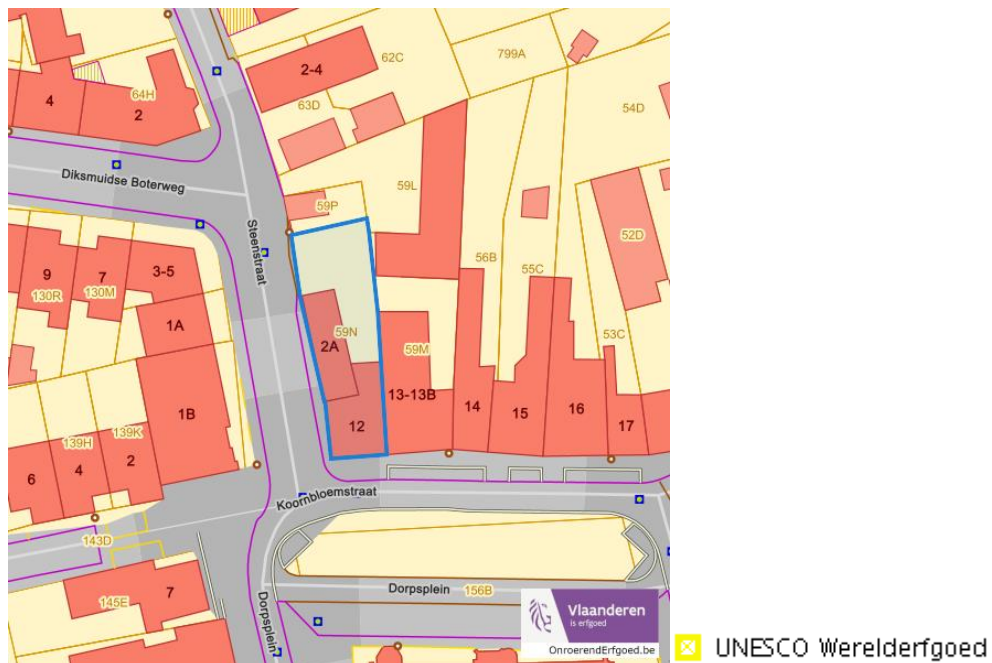 2-4
62C
799A
63D
64H
4
2
54D
Diksmuidse Boterweg
59L
59P
Steenstraat
52D
56B
55C
9
7
3-5
130R
130M
1A
59N
2A
59M
53C
13-13B
14
15
16
17
1B
12
139K
139H
6
4
2
Koornbloemstraat
143D
Dorpsplein
156B
7
145E
Dorpsplein
Vlaanderen
is erfgoed
OnroerendErfgoed.be
UNESCO Werelderfgoed